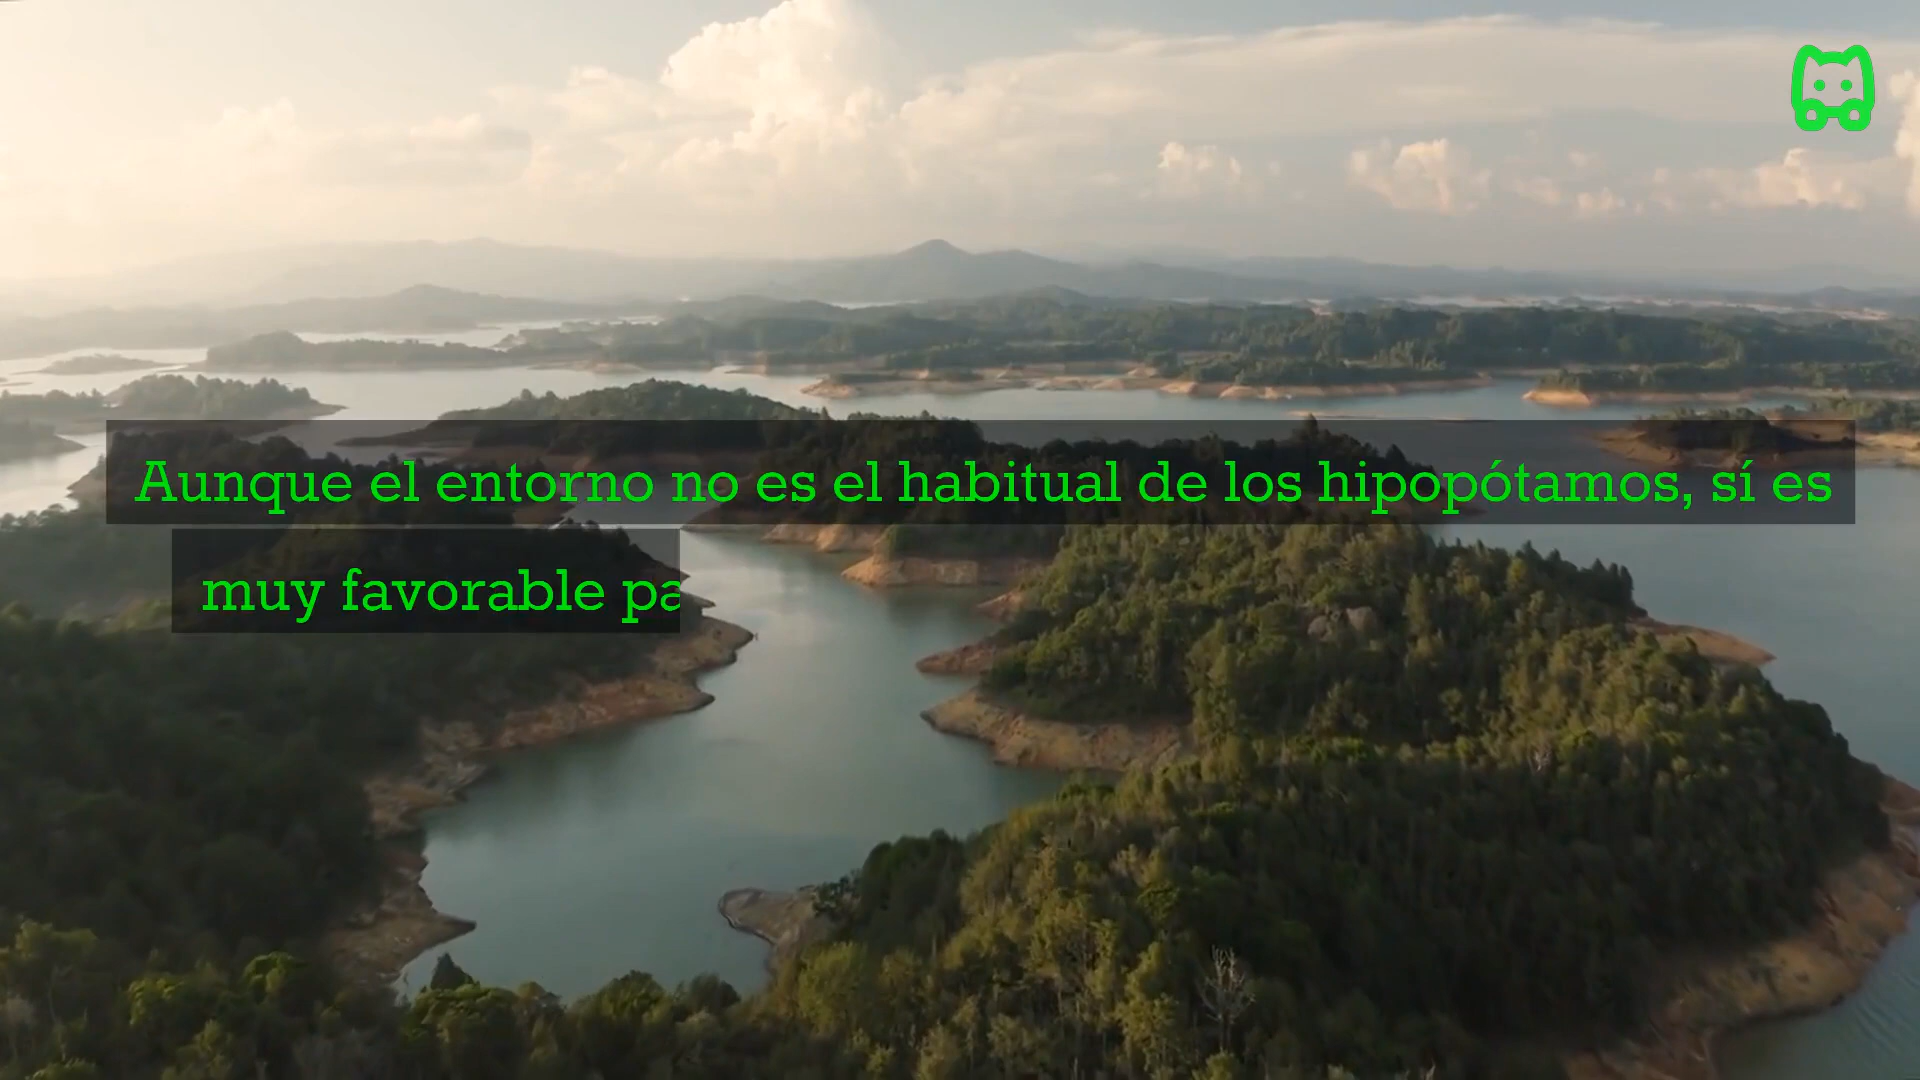 Aunque el entorno no es el habitual de los hipopótamos, sí es
muy favorable pa